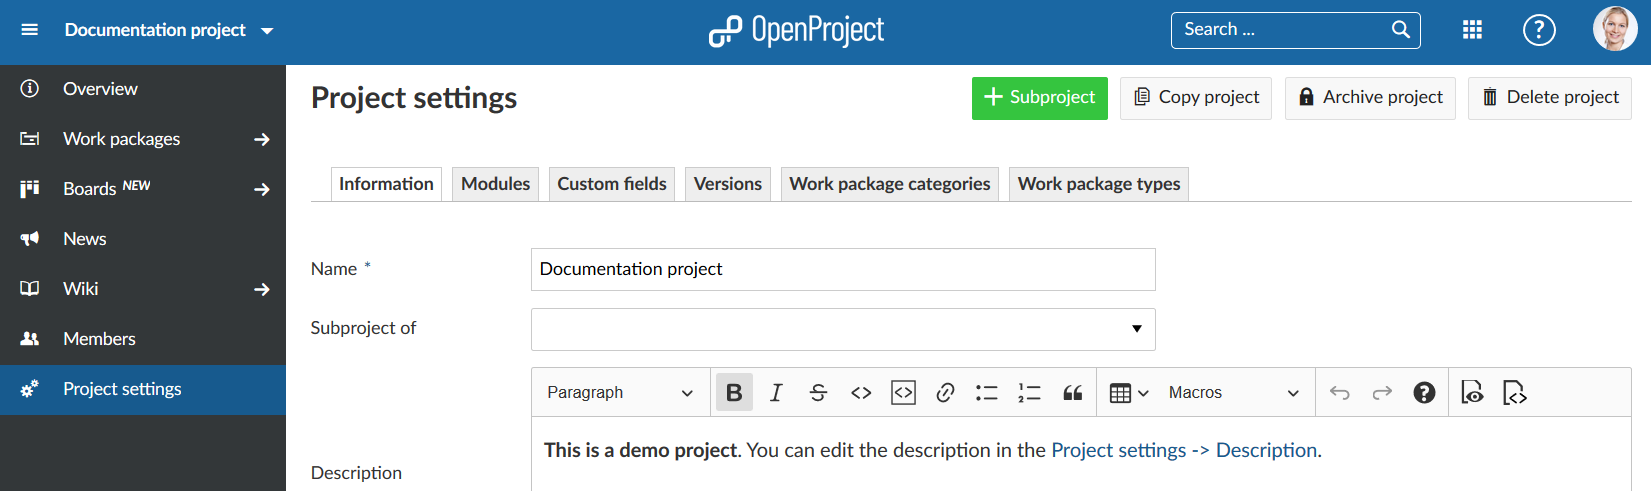 Documentation project
OpenProject
Search ...
?
Overview
Work packages
Boards NEW
News
Wiki
Members
Project settings
Project settings
+ Subproject
Copy project
Archive project
Delete project
Information
Modules
Custom fields
Versions
Work package categories
Work package types
Name *
Documentation project
Subproject of
Paragraph
B I S
Macros
?
Description
This is a demo project. You can edit the description in the Project settings -> Description.